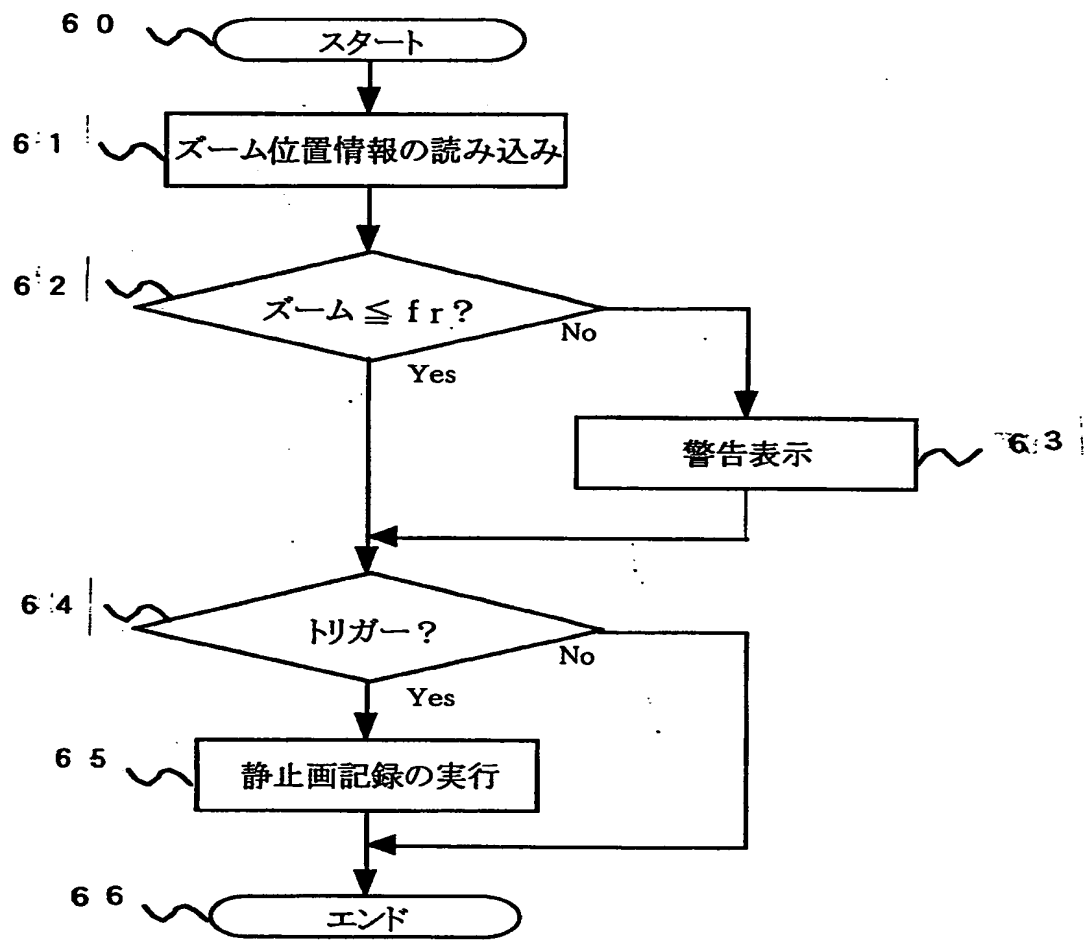 60
スタート
61
ズーム位置情報の読み込み
62
ズーム ≦ fr?
No
Yes
警告表示
63
64
トリガー?
No
Yes
65
静止画記録の実行
66
エンド